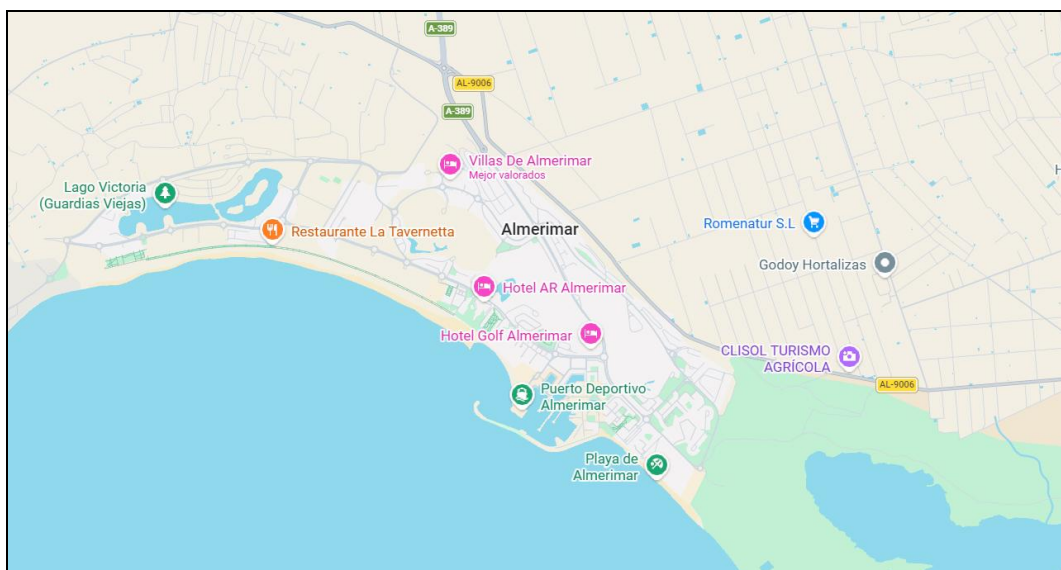 A-389
AL-9006
A-389
Villas De Almerimar
Mejor valorados
Lago Victoria
(Guardias Viejas)
Restaurante La Tavernetta
Almerimar
Romenatur S.L
Godoy Hortalizas
Hotel AR Almerimar
Hotel Golf Almerimar
CLISOL TURISMO
AGRÍCOLA
AL-9006
Puerto Deportivo
Almerimar
Playa de
Almerimar